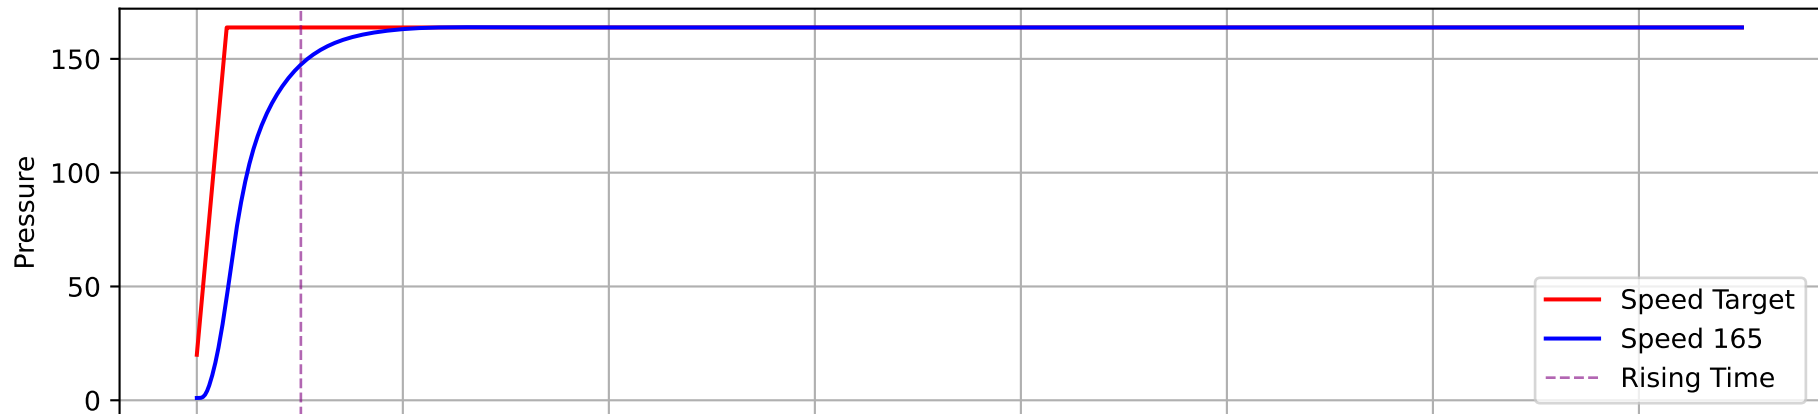 Pressure
150
100
50
0
Speed Target
Speed 165
Rising Time